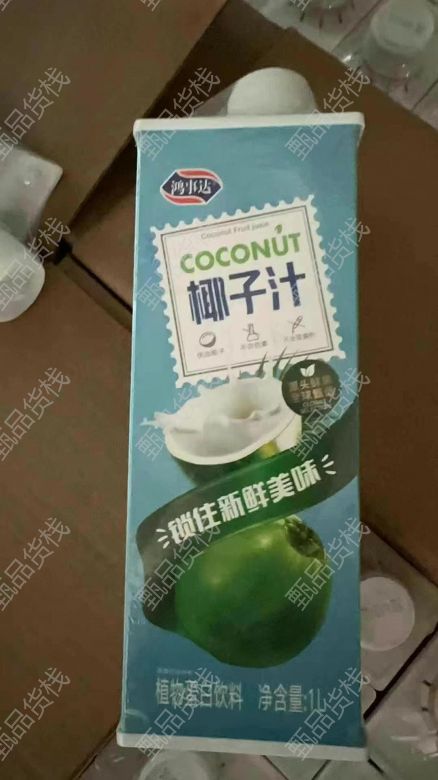 鸿事达
Coconut Fruit juice
COCONUT
椰子汁
锁住新鲜美味
植物蛋白饮料 净含量:1L
甄品货栈